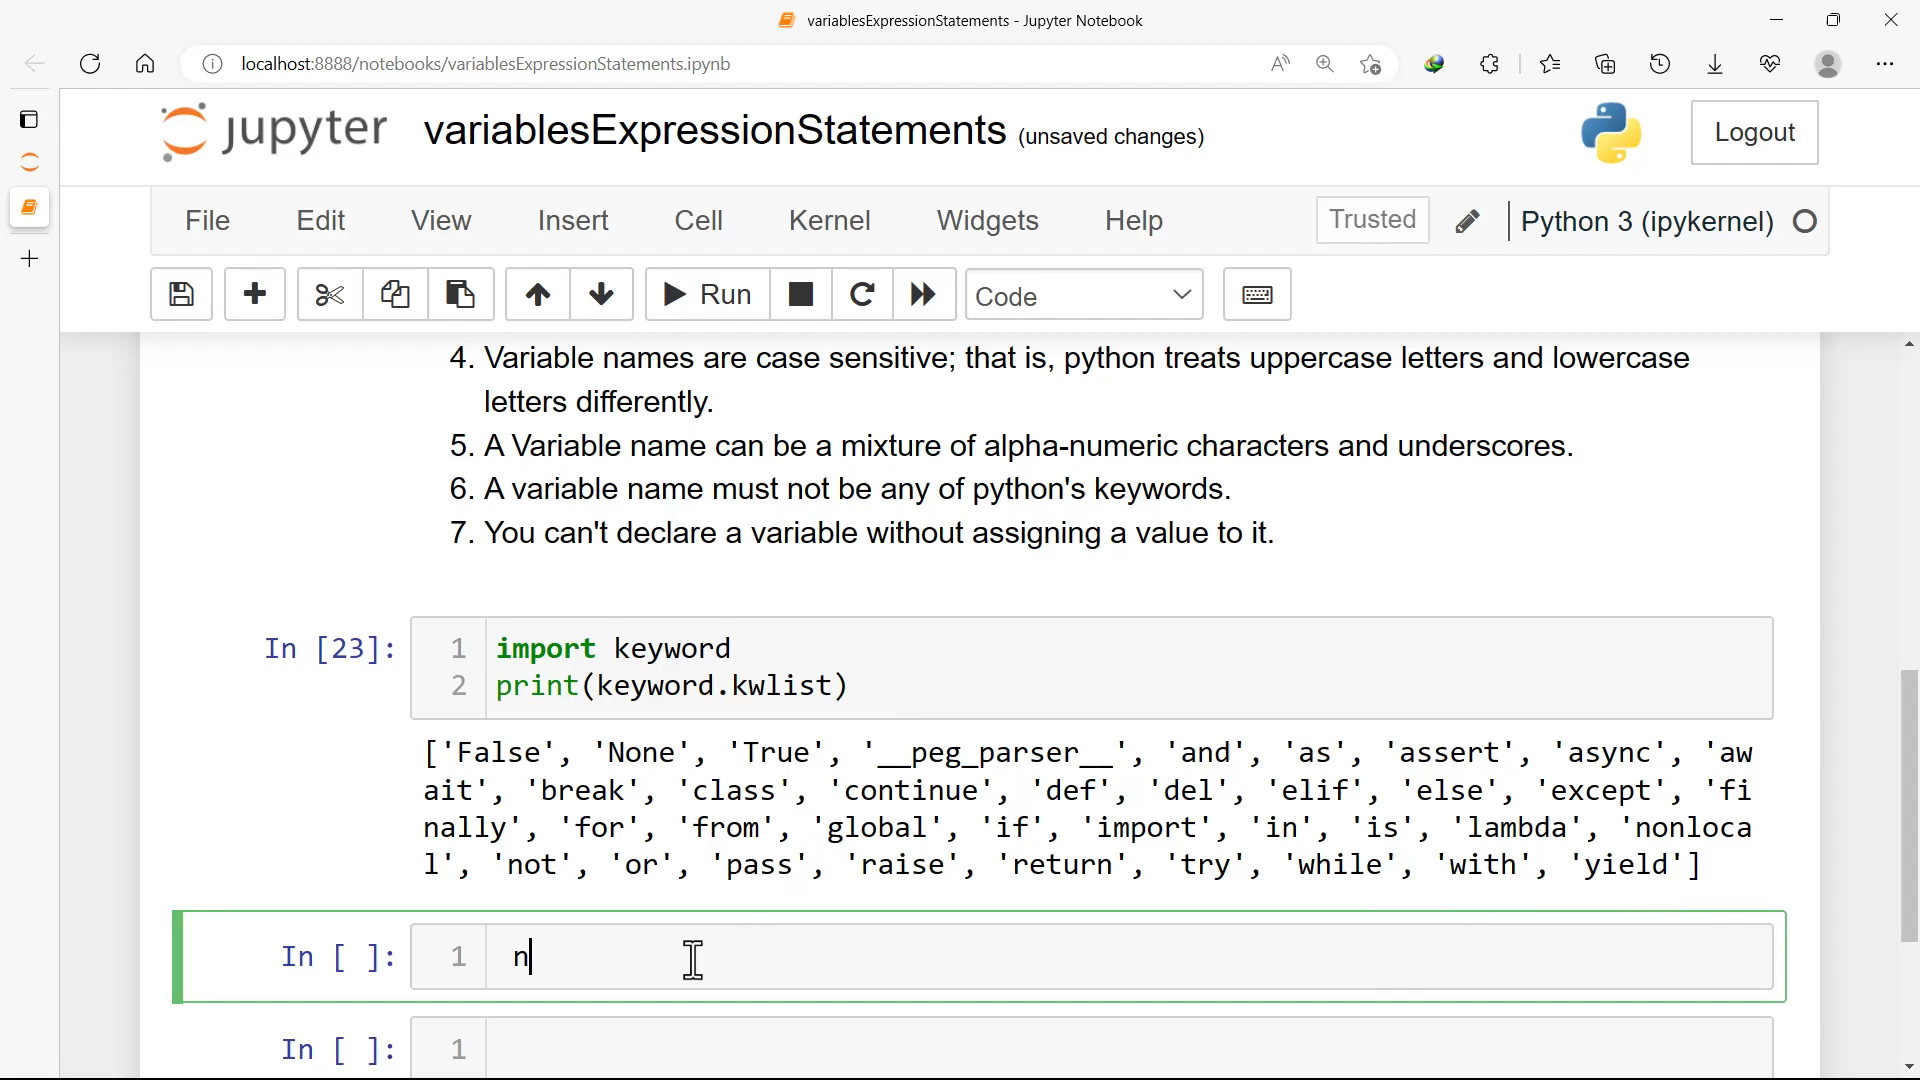 variablesExpressionStatements - Jupyter Notebook
localhost:8888/notebooks/variablesExpressionStatements.ipynb
jupyter variablesExpressionStatements (unsaved changes)
Logout
File Edit View Insert Cell Kernel Widgets Help Trusted Python 3 (ipykernel)
Run Code
4. Variable names are case sensitive; that is, python treats uppercase letters and lowercase
letters differently.
5. A Variable name can be a mixture of alpha-numeric characters and underscores.
6. A variable name must not be any of python's keywords.
7. You can't declare a variable without assigning a value to it.
In [23]: 1 import keyword
2 print(keyword.kwlist)
['False', 'None', 'True', '__peg_parser__', 'and', 'as', 'assert', 'async', 'aw
ait', 'break', 'class', 'continue', 'def', 'del', 'elif', 'else', 'except', 'fi
nally', 'for', 'from', 'global', 'if', 'import', 'in', 'is', 'lambda', 'nonloca
l', 'not', 'or', 'pass', 'raise', 'return', 'try', 'while', 'with', 'yield']
In [ ]: 1 n
In [ ]: 1